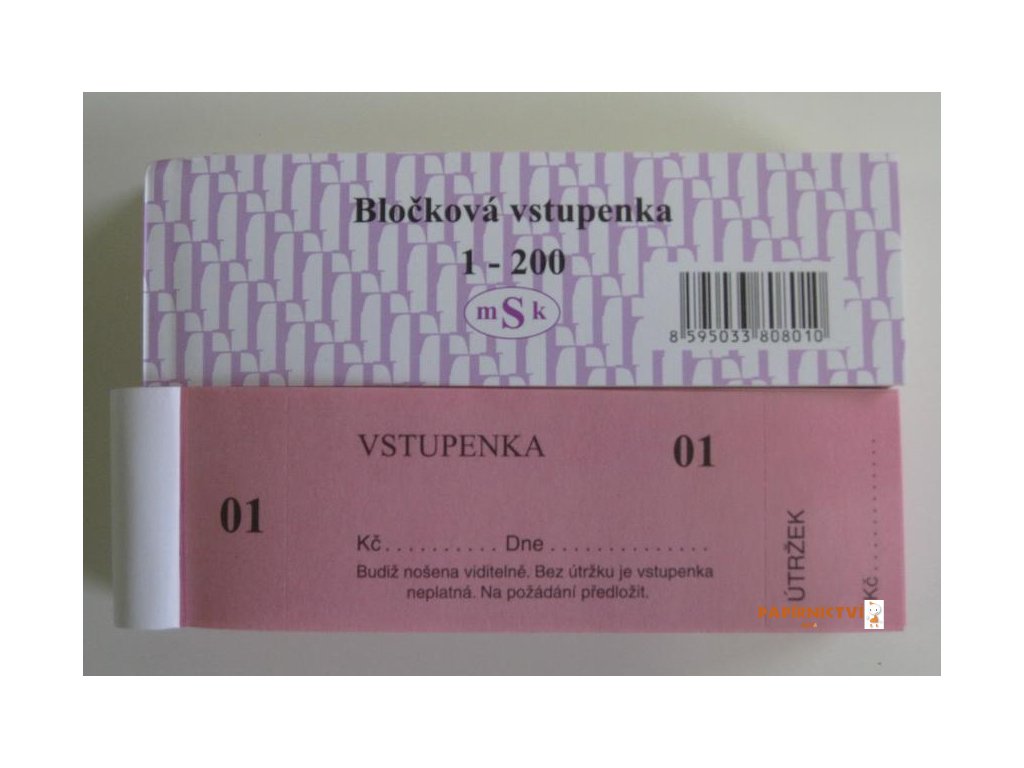 Bločková vstupenka
1 - 200
mSk
8 595033 808010
VSTUPENKA
01
01
Kč.......... Dne ...............
Budiž nošena viditelně. Bez útržku je vstupenka
neplatná. Na požádání předložit.
ÚTRŽEK
Kč..............
PAPÍRNICTVÍ